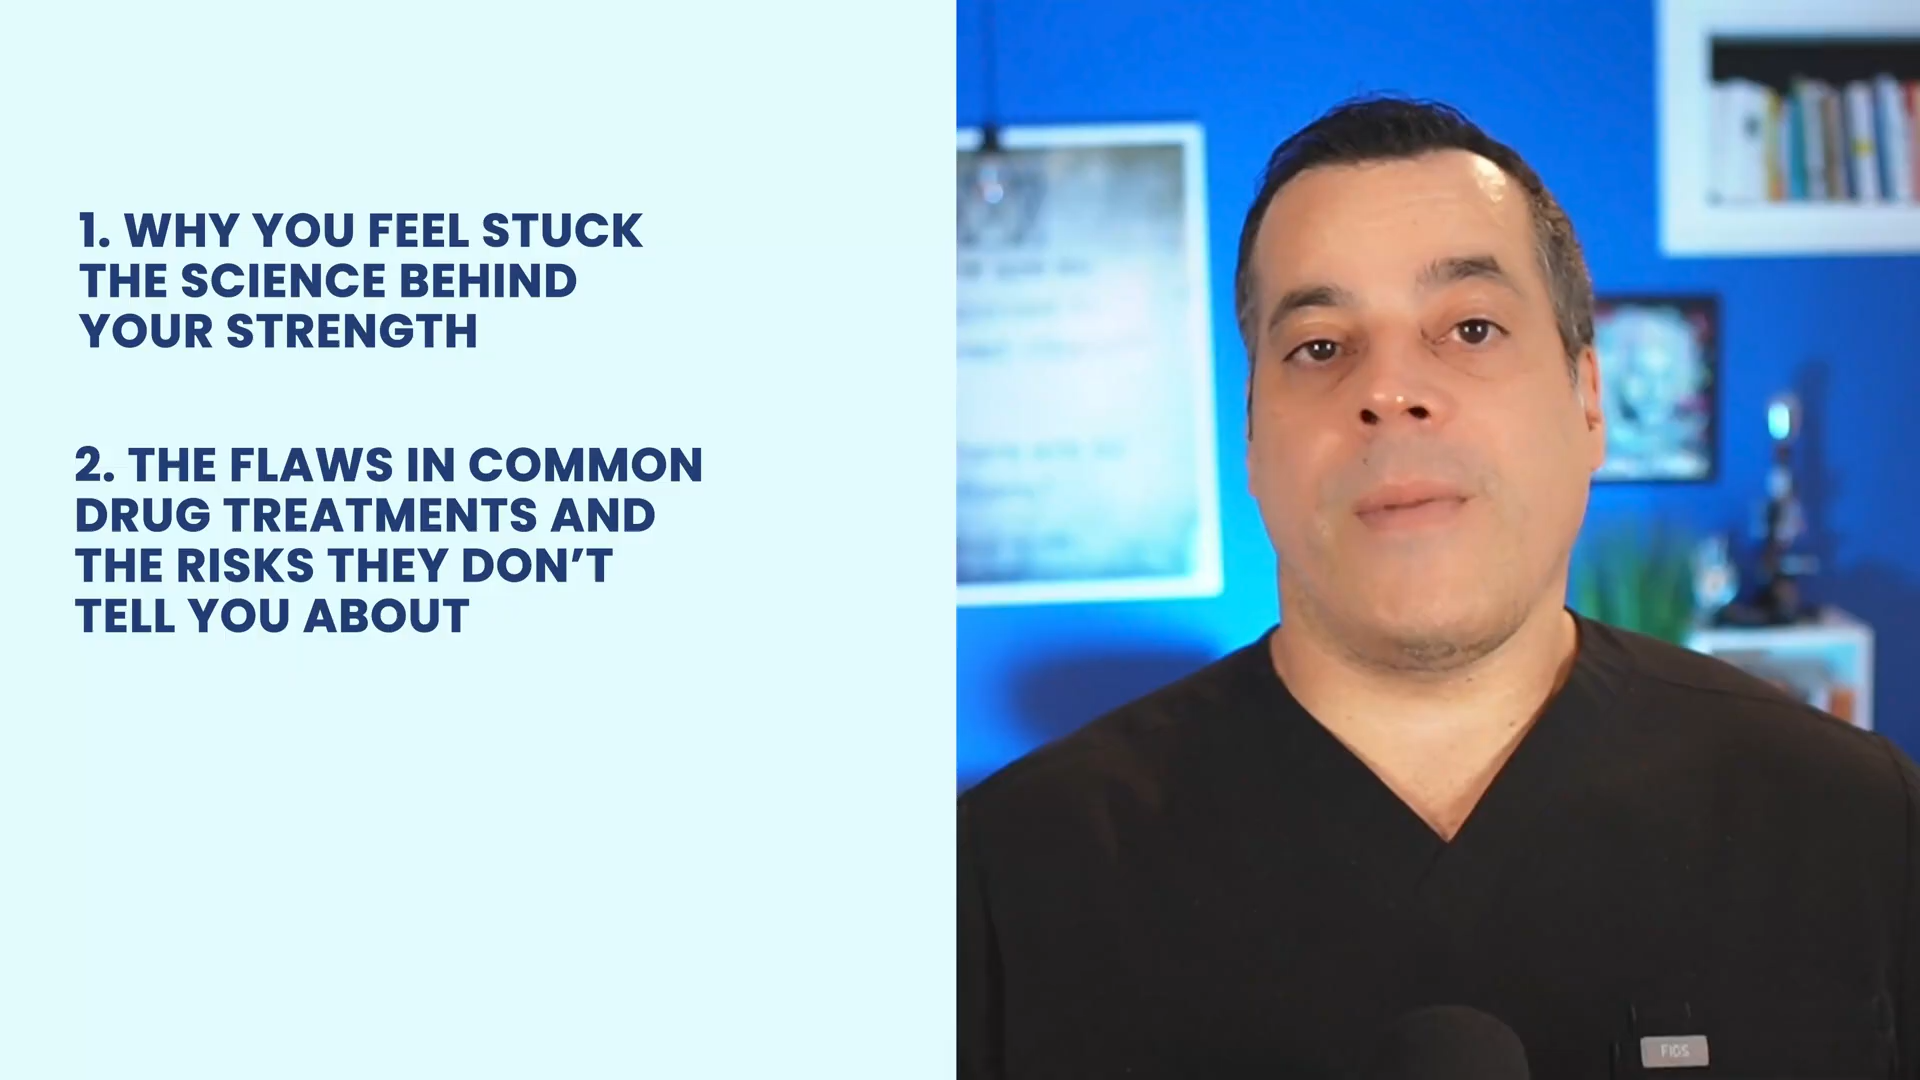 1. WHY YOU FEEL STUCK
THE SCIENCE BEHIND
YOUR STRENGTH
2. THE FLAWS IN COMMON
DRUG TREATMENTS AND
THE RISKS THEY DON’T
TELL YOU ABOUT
FIGS